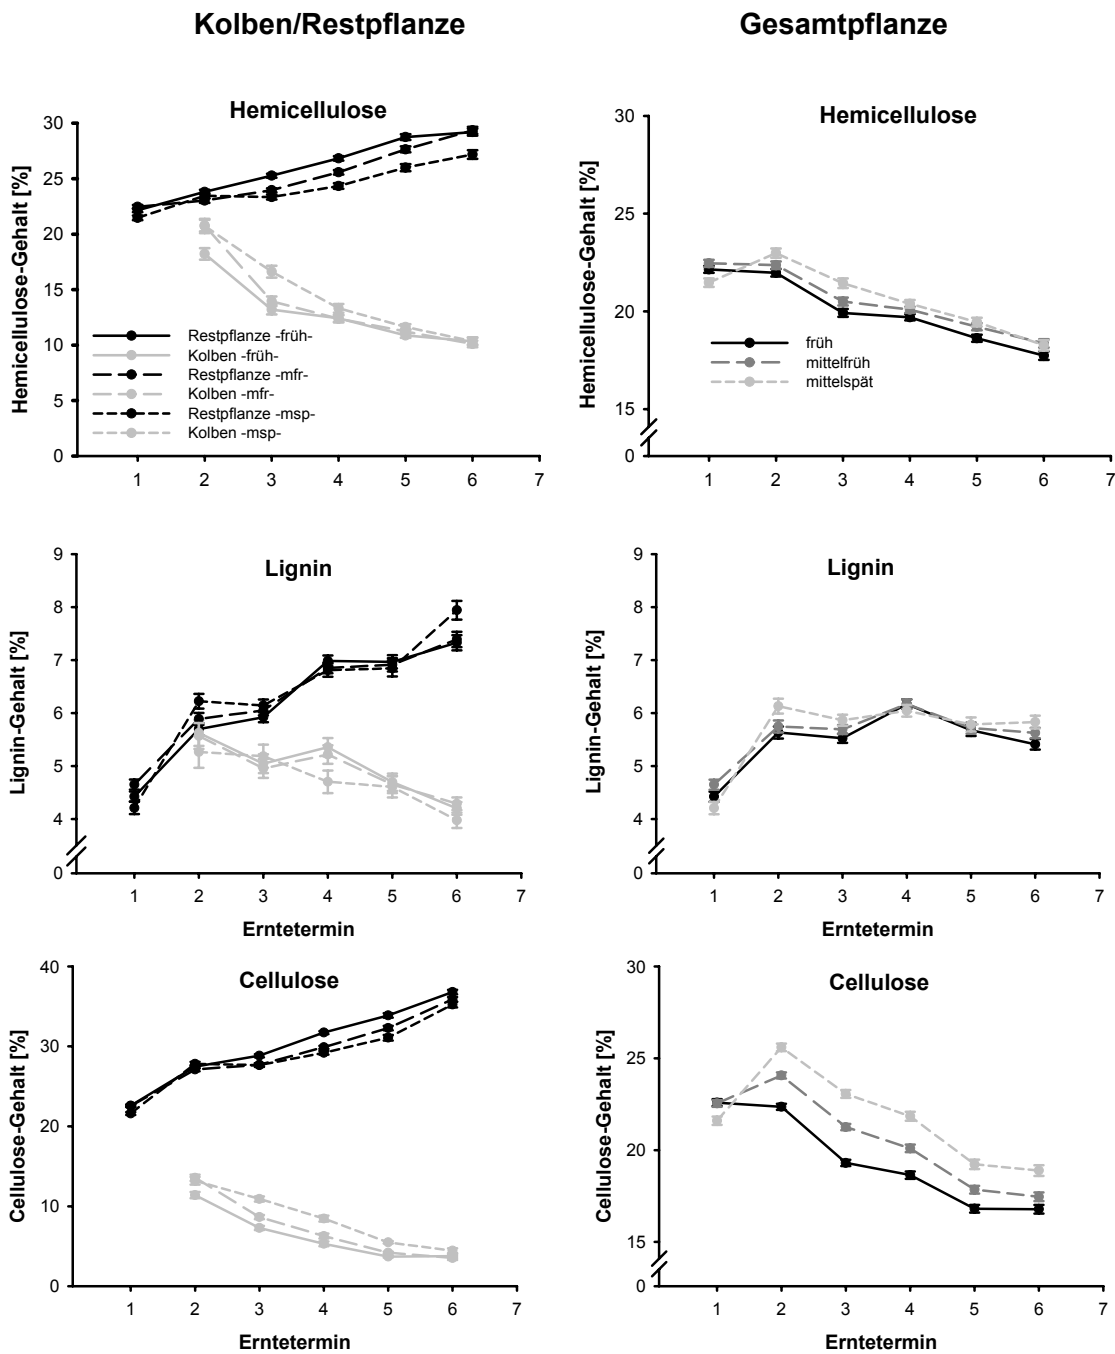 Kolben/Restpflanze
Gesamtpflanze
Hemicellulose
Hemicellulose-Gehalt [%]
30
25
20
15
10
5
0
Restpflanze -früh-
Kolben -früh-
Restpflanze -mfr-
Kolben -mfr-
Restpflanze -msp-
Kolben -msp-
1 2 3 4 5 6 7
Hemicellulose
Hemicellulose-Gehalt [%]
30
25
20
15
0
früh
mittelfrüh
mittelspät
1 2 3 4 5 6 7
Lignin
Lignin-Gehalt [%]
9
8
7
6
5
4
0
1 2 3 4 5 6 7
Erntetermin
Lignin
Lignin-Gehalt [%]
9
8
7
6
5
4
0
1 2 3 4 5 6 7
Erntetermin
Cellulose
Cellulose-Gehalt [%]
40
30
20
10
0
1 2 3 4 5 6 7
Erntetermin
Cellulose
Cellulose-Gehalt [%]
30
25
20
15
0
1 2 3 4 5 6 7
Erntetermin